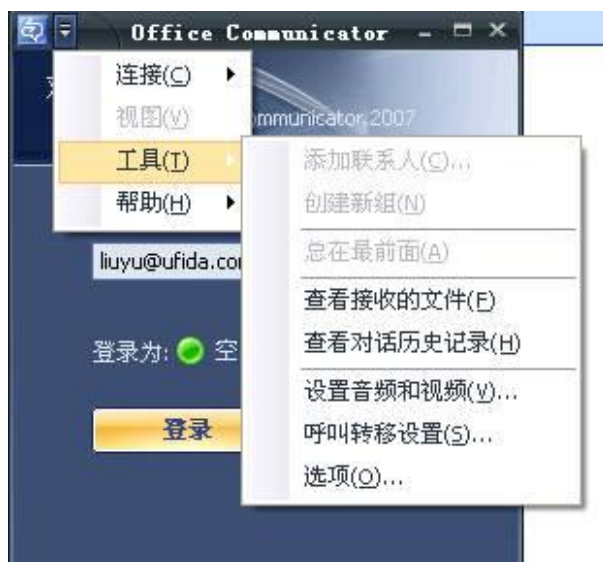 Office Communicator
连接(C)
视图(V)
mmunicator 2007
工具(T)
添加联系人(C)...
帮助(H)
创建新组(N)
总在最前面(A)
liuyu@ufida.co
查看接收的文件(F)
登录为: 空
查看对话历史记录(H)
设置音频和视频(V)...
登录
呼叫转移设置(S)...
选项(O)...